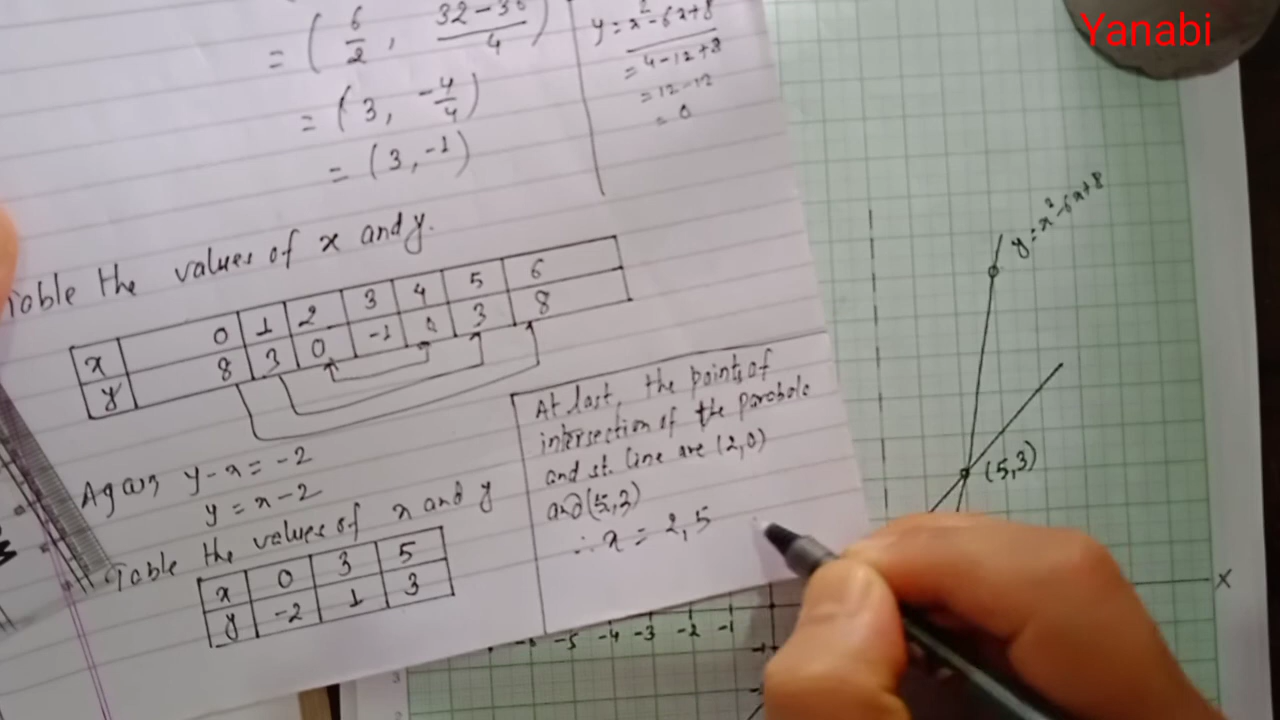 = ( 6/2 , (32-36)/4 )
= (3, -4/4)
= (3, -1)
y = x²-6x+8
= 4-12+8
= 12-12
= 0
Yanabi
Table the values of x and y.
x 0 1 2 3 4 5 6
y 8 3 0 -1 0 3 8
Again y-x = -2
y = x-2
Table the values of x and y
x 0 3 5
y -2 1 3
At last, the points of
intersection of the parabola
and st. line are (2,0)
and (5,3)
∴ x = 2,5
y = x²-6x+8
(5,3)
X
-5 -4 -3 -2 -1
-1